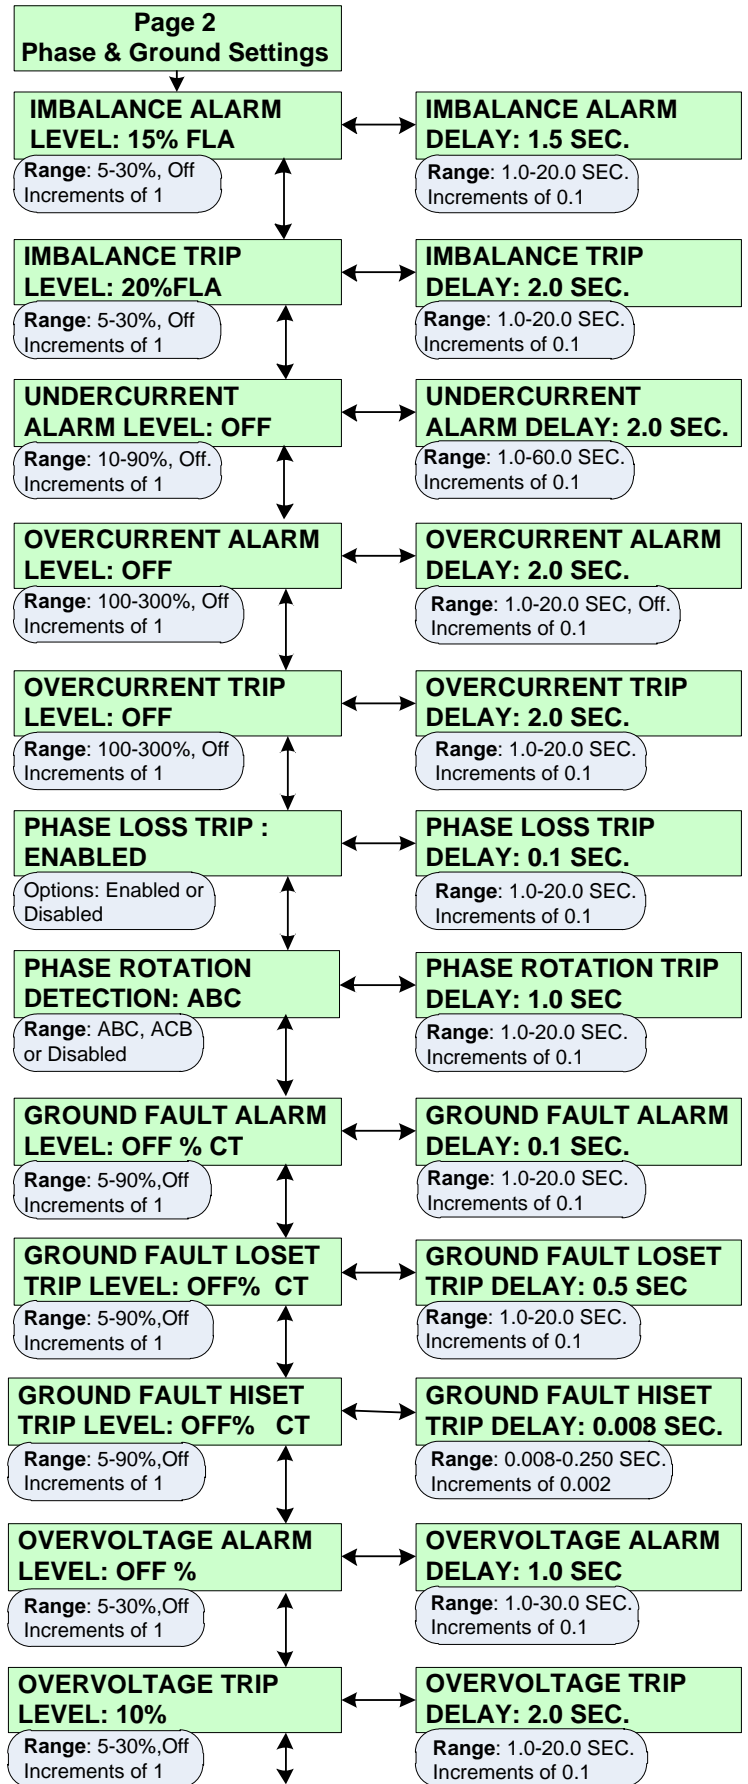 Page 2
Phase & Ground Settings
IMBALANCE ALARM
LEVEL: 15% FLA
Range: 5-30%, Off
Increments of 1
IMBALANCE ALARM
DELAY: 1.5 SEC.
Range: 1.0-20.0 SEC.
Increments of 0.1
IMBALANCE TRIP
LEVEL: 20%FLA
Range: 5-30%, Off
Increments of 1
IMBALANCE TRIP
DELAY: 2.0 SEC.
Range: 1.0-20.0 SEC.
Increments of 0.1
UNDERCURRENT
ALARM LEVEL: OFF
Range: 10-90%, Off.
Increments of 1
UNDERCURRENT
ALARM DELAY: 2.0 SEC.
Range: 1.0-60.0 SEC.
Increments of 0.1
OVERCURRENT ALARM
LEVEL: OFF
Range: 100-300%, Off
Increments of 1
OVERCURRENT ALARM
DELAY: 2.0 SEC.
Range: 1.0-20.0 SEC, Off.
Increments of 0.1
OVERCURRENT TRIP
LEVEL: OFF
Range: 100-300%, Off
Increments of 1
OVERCURRENT TRIP
DELAY: 2.0 SEC.
Range: 1.0-20.0 SEC.
Increments of 0.1
PHASE LOSS TRIP :
ENABLED
Options: Enabled or
Disabled
PHASE LOSS TRIP
DELAY: 0.1 SEC.
Range: 1.0-20.0 SEC.
Increments of 0.1
PHASE ROTATION
DETECTION: ABC
Range: ABC, ACB
or Disabled
PHASE ROTATION TRIP
DELAY: 1.0 SEC
Range: 1.0-20.0 SEC.
Increments of 0.1
GROUND FAULT ALARM
LEVEL: OFF % CT
Range: 5-90%,Off
Increments of 1
GROUND FAULT ALARM
DELAY: 0.1 SEC.
Range: 1.0-20.0 SEC.
Increments of 0.1
GROUND FAULT LOSET
TRIP LEVEL: OFF% CT
Range: 5-90%,Off
Increments of 1
GROUND FAULT LOSET
TRIP DELAY: 0.5 SEC
Range: 1.0-20.0 SEC.
Increments of 0.1
GROUND FAULT HISET
TRIP LEVEL: OFF% CT
Range: 5-90%,Off
Increments of 1
GROUND FAULT HISET
TRIP DELAY: 0.008 SEC.
Range: 0.008-0.250 SEC.
Increments of 0.002
OVERVOLTAGE ALARM
LEVEL: OFF %
Range: 5-30%,Off
Increments of 1
OVERVOLTAGE ALARM
DELAY: 1.0 SEC
Range: 1.0-30.0 SEC.
Increments of 0.1
OVERVOLTAGE TRIP
LEVEL: 10%
Range: 5-30%,Off
Increments of 1
OVERVOLTAGE TRIP
DELAY: 2.0 SEC.
Range: 1.0-20.0 SEC.
Increments of 0.1